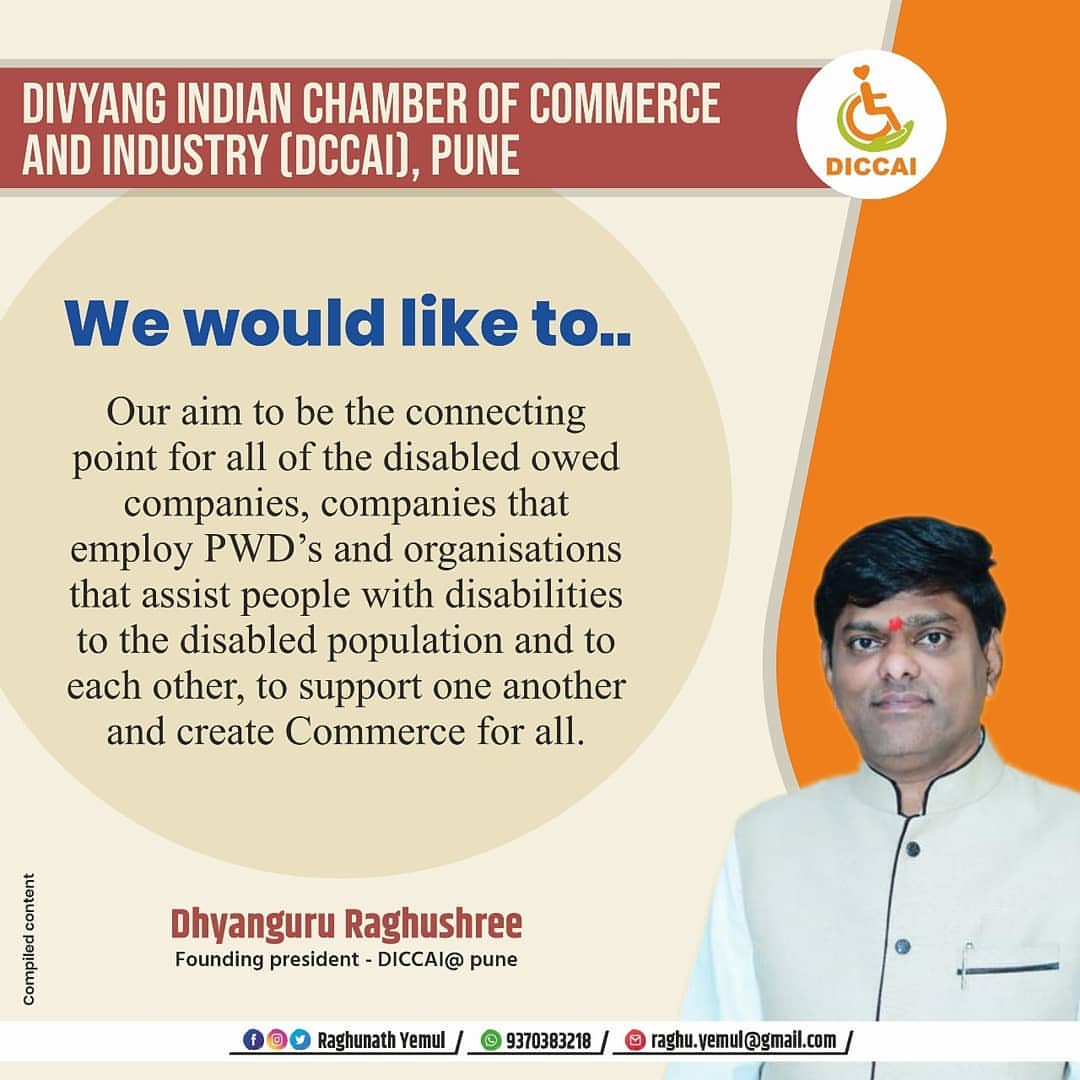 DIVYANG INDIAN CHAMBER OF COMMERCE
AND INDUSTRY (DCCAI), PUNE
DICCAI
We would like to..
Our aim to be the connecting
point for all of the disabled owed
companies, companies that
employ PWD’s and organisations
that assist people with disabilities
to the disabled population and to
each other, to support one another
and create Commerce for all.
Dhyanguru Raghushree
Founding president - DICCAI@ pune
Compiled content
Raghunath Yemul / 9370383218 / raghu.yemul@gmail.com /